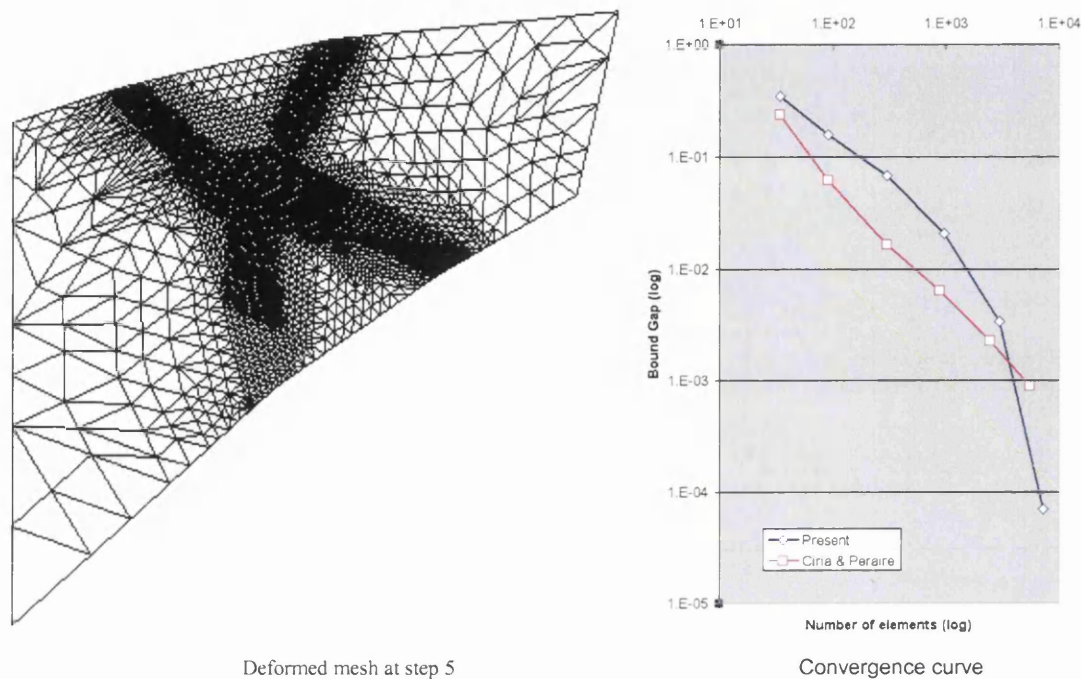 1.E+01 1.E+02 1.E+03 1.E+04
1.E+00
1.E-01
1.E-02
1.E-03
1.E-04
1.E-05
Bound Gap (log)
Present
Ciria & Peraire
Number of elements (log)
Deformed mesh at step 5
Convergence curve